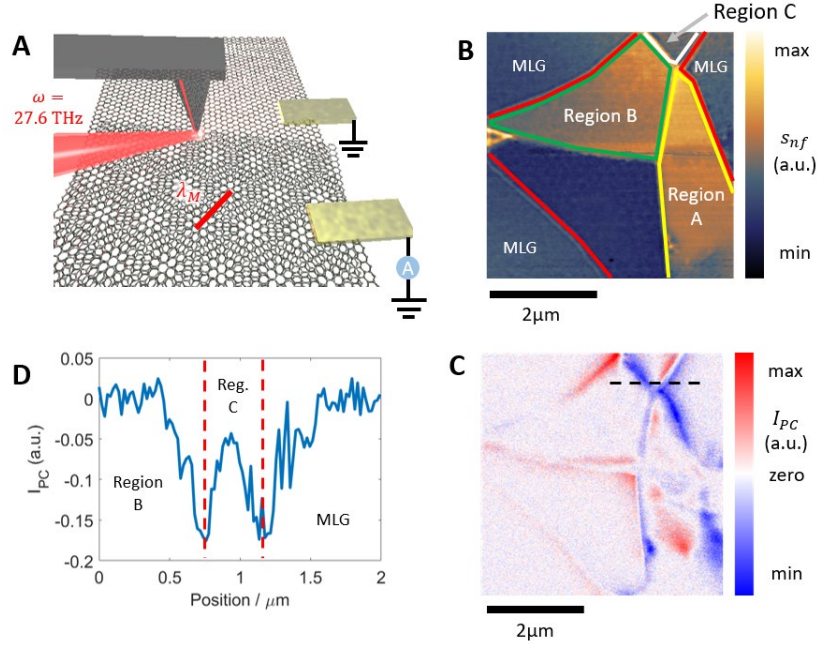 A
ω =
27.6 THz
λ_M
A
B
Region C
MLG
MLG
Region B
Region
A
MLG
2μm
max
s_nf
(a.u.)
min
D
0.05
0
-0.05
-0.1
-0.15
-0.2
I_PC (a.u.)
Reg.
C
Region
B
MLG
0
0.5
1
1.5
2
Position / μm
C
2μm
max
I_PC
(a.u.)
zero
min